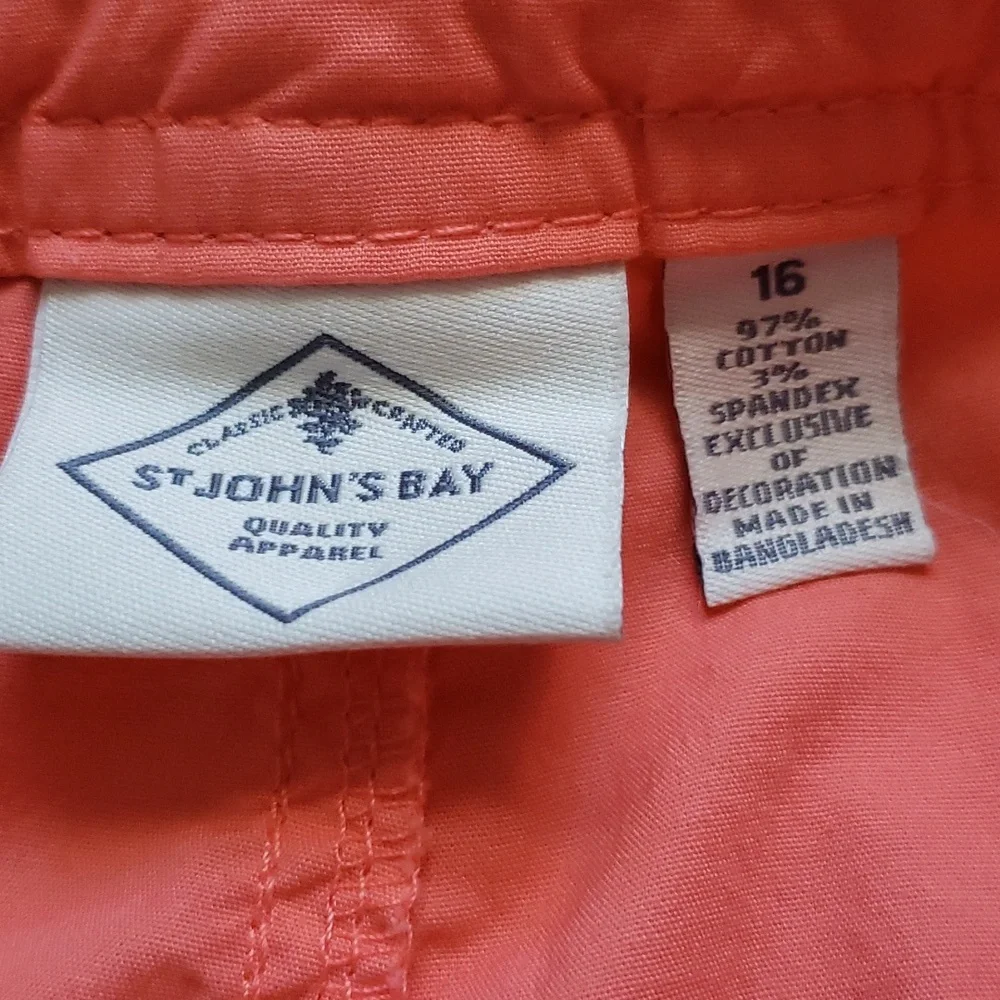 CLASSIC CRAFTED
ST JOHN'S BAY
QUALITY
APPAREL
16
97%
COTTON
3%
SPANDEX
EXCLUSIVE
OF
DECORATION
MADE IN
BANGLADESH